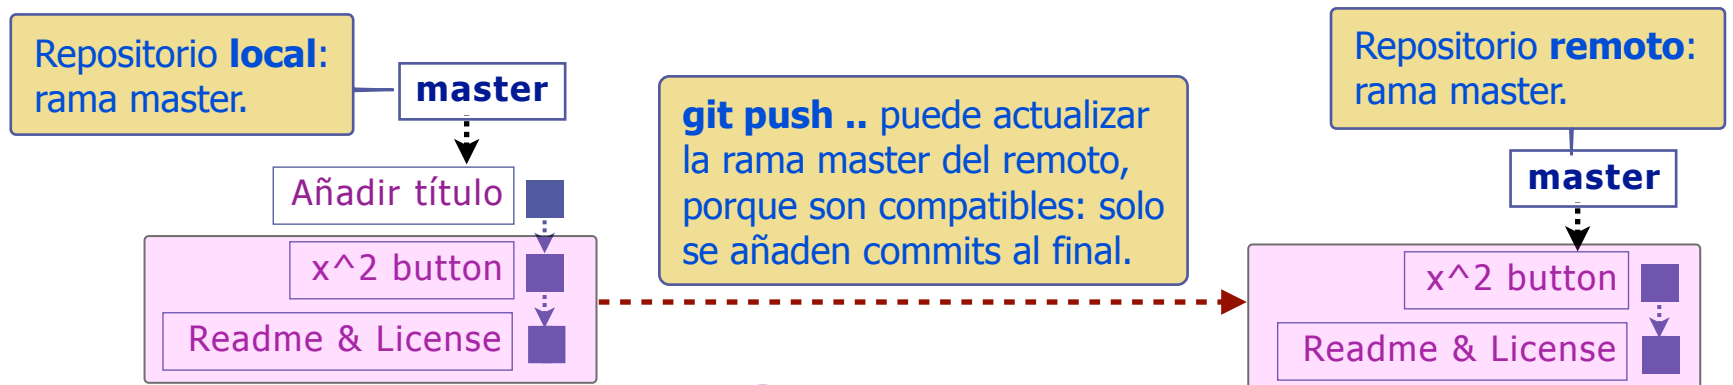 Repositorio local:
rama master.
master
Añadir título
x^2 button
Readme & License
git push .. puede actualizar
la rama master del remoto,
porque son compatibles: solo
se añaden commits al final.
Repositorio remoto:
rama master.
master
x^2 button
Readme & License